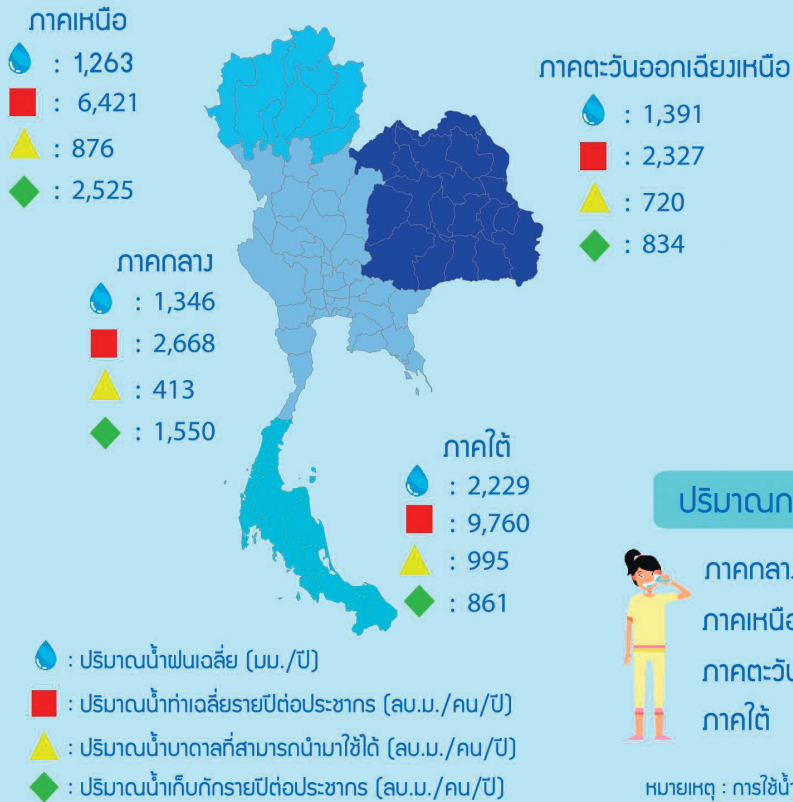 ภาคเหนือ
: 1,263
: 6,421
: 876
: 2,525
ภาคตะวันออกเฉียงเหนือ
: 1,391
: 2,327
: 720
: 834
ภาคกลาง
: 1,346
: 2,668
: 413
: 1,550
ภาคใต้
: 2,229
: 9,760
: 995
: 861
: ปริมาณน้ำฝนเฉลี่ย (มม./ปี)
: ปริมาณน้ำท่าเฉลี่ยรายปีต่อประชากร (ลบ.ม./คน/ปี)
: ปริมาณน้ำบาดาลที่สามารถนำมาใช้ได้ (ลบ.ม./คน/ปี)
: ปริมาณน้ำเก็บกักรายปีต่อประชากร (ลบ.ม./คน/ปี)
ปริมาณ
ภาคกลาง
ภาคเหนือ
ภาคใต้
หมายเหตุ : การใช้น้ำ